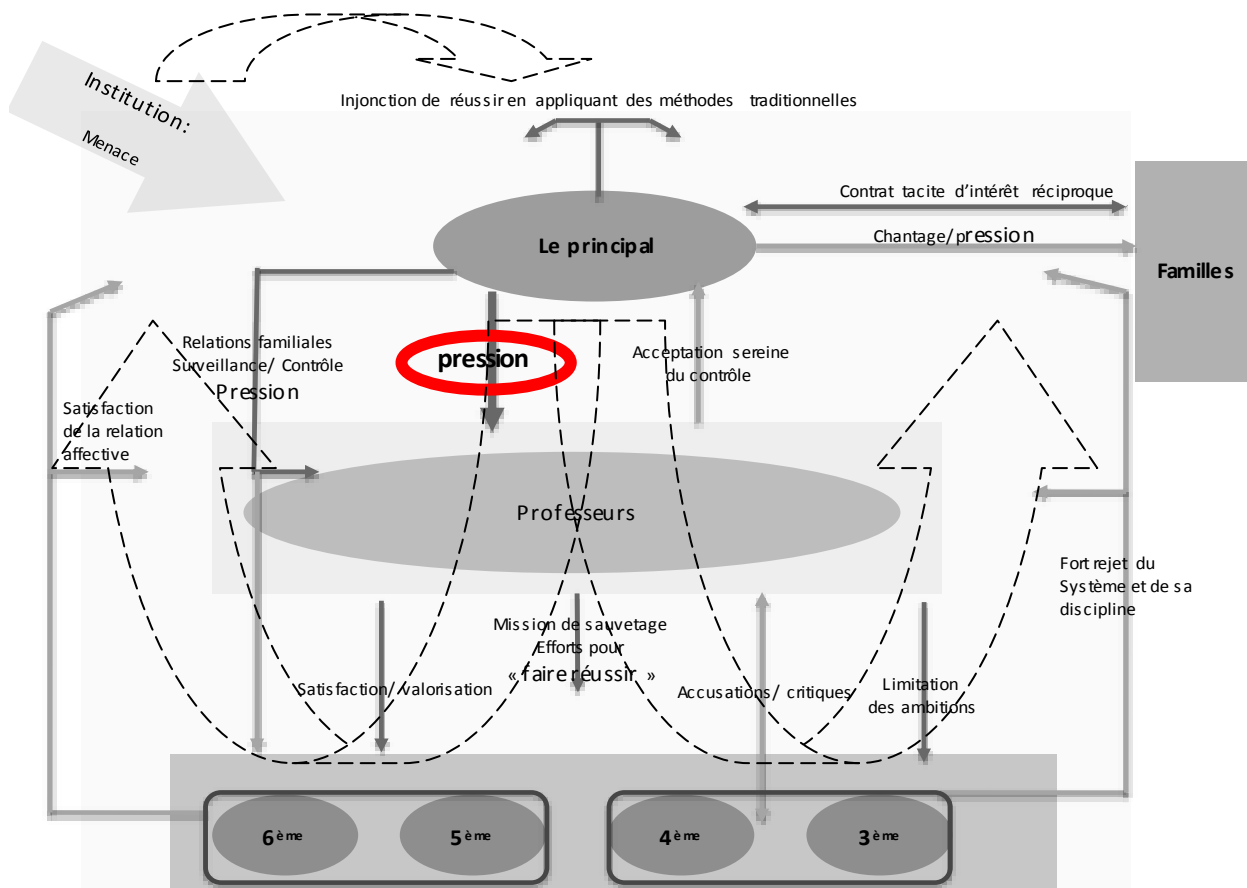 Institution:
Menace
Injonction de réussir en appliquant des méthodes traditionnelles
Contrat tacite d'intérêt réciproque
Le principal
Chantage/pression
Familles
Relations familiales
Surveillance/ Contrôle
Pression
pression
Acceptation sereine
du contrôle
Satisfaction
de la relation
affective
Professeurs
Fort rejet du
Système et de sa
discipline
Mission de sauvetage
Efforts pour
« faire réussir »
Satisfaction/ valorisation
Accusations/ critiques
Limitation
des ambitions
6ème
5ème
4ème
3ème